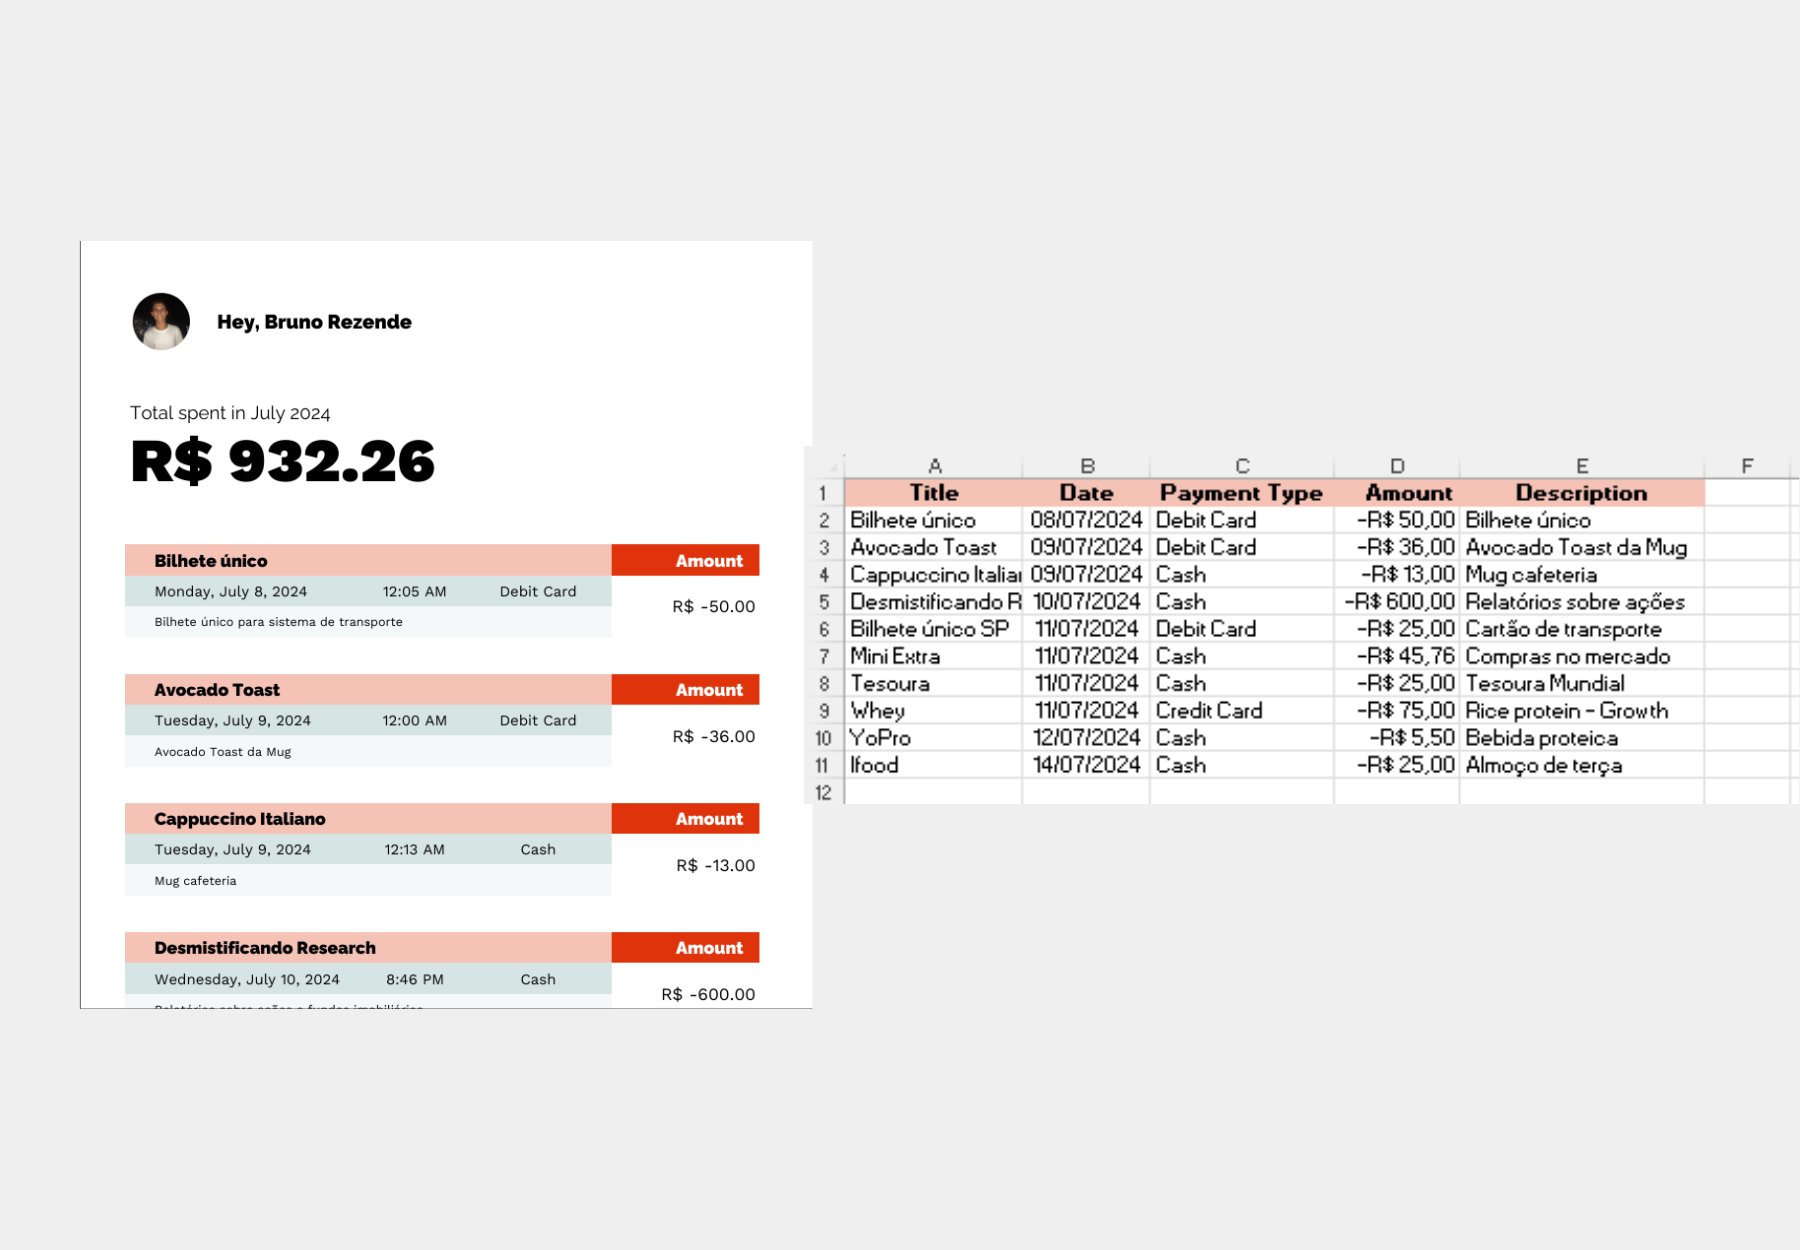 Hey, Bruno Rezende
Total spent in July 2024
R$ 932.26
Bilhete único Amount
Monday, July 8, 2024 12:05 AM Debit Card
R$ -50.00
Bilhete único para sistema de transporte
Avocado Toast Amount
Tuesday, July 9, 2024 12:00 AM Debit Card
R$ -36.00
Avocado Toast da Mug
Cappuccino Italiano Amount
Tuesday, July 9, 2024 12:13 AM Cash
R$ -13.00
Mug cafeteria
Desmistificando Research Amount
Wednesday, July 10, 2024 8:46 PM Cash
R$ -600.00
Relatórios sobre ações e fundos imobiliários
A B C D E F
1 Title Date Payment Type Amount Description
2 Bilhete único 08/07/2024 Debit Card -R$ 50,00 Bilhete único
3 Avocado Toast 09/07/2024 Debit Card -R$ 36,00 Avocado Toast da Mug
4 Cappuccino Italian 09/07/2024 Cash -R$ 13,00 Mug cafeteria
5 Desmistificando R 10/07/2024 Cash -R$ 600,00 Relatórios sobre ações
6 Bilhete único SP 11/07/2024 Debit Card -R$ 25,00 Cartão de transporte
7 Mini Extra 11/07/2024 Cash -R$ 45,76 Compras no mercado
8 Tesoura 11/07/2024 Cash -R$ 25,00 Tesoura Mundial
9 Whey 11/07/2024 Credit Card -R$ 75,00 Rice protein - Growth
10 YoPro 12/07/2024 Cash -R$ 5,50 Bebida proteica
11 Ifood 14/07/2024 Cash -R$ 25,00 Almoço de terça
12